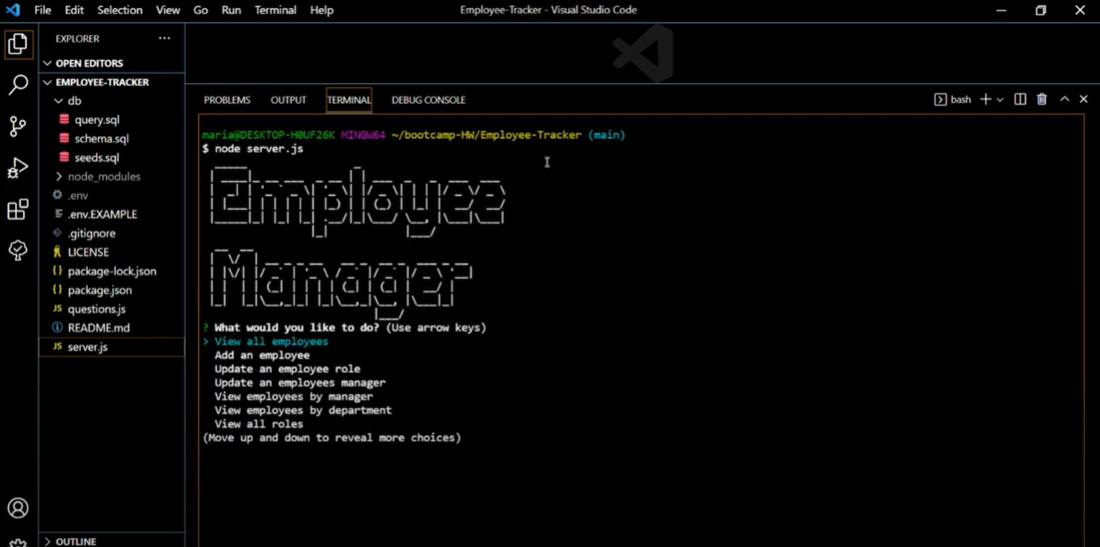 File Edit Selection View Go Run Terminal Help
Employee-Tracker - Visual Studio Code
EXPLORER
OPEN EDITORS
EMPLOYEE-TRACKER
db
query.sql
schema.sql
seeds.sql
node_modules
.env
.env.EXAMPLE
.gitignore
LICENSE
package-lock.json
package.json
questions.js
README.md
server.js
OUTLINE
PROBLEMS OUTPUT TERMINAL DEBUG CONSOLE
bash
maria@DESKTOP-H0UF26K MINGW64 ~/bootcamp-HW/Employee-Tracker (main)
$ node server.js
Employee
Manager
? What would you like to do? (Use arrow keys)
> View all employees
Add an employee
Update an employee role
Update an employees manager
View employees by manager
View employees by department
View all roles
(Move up and down to reveal more choices)